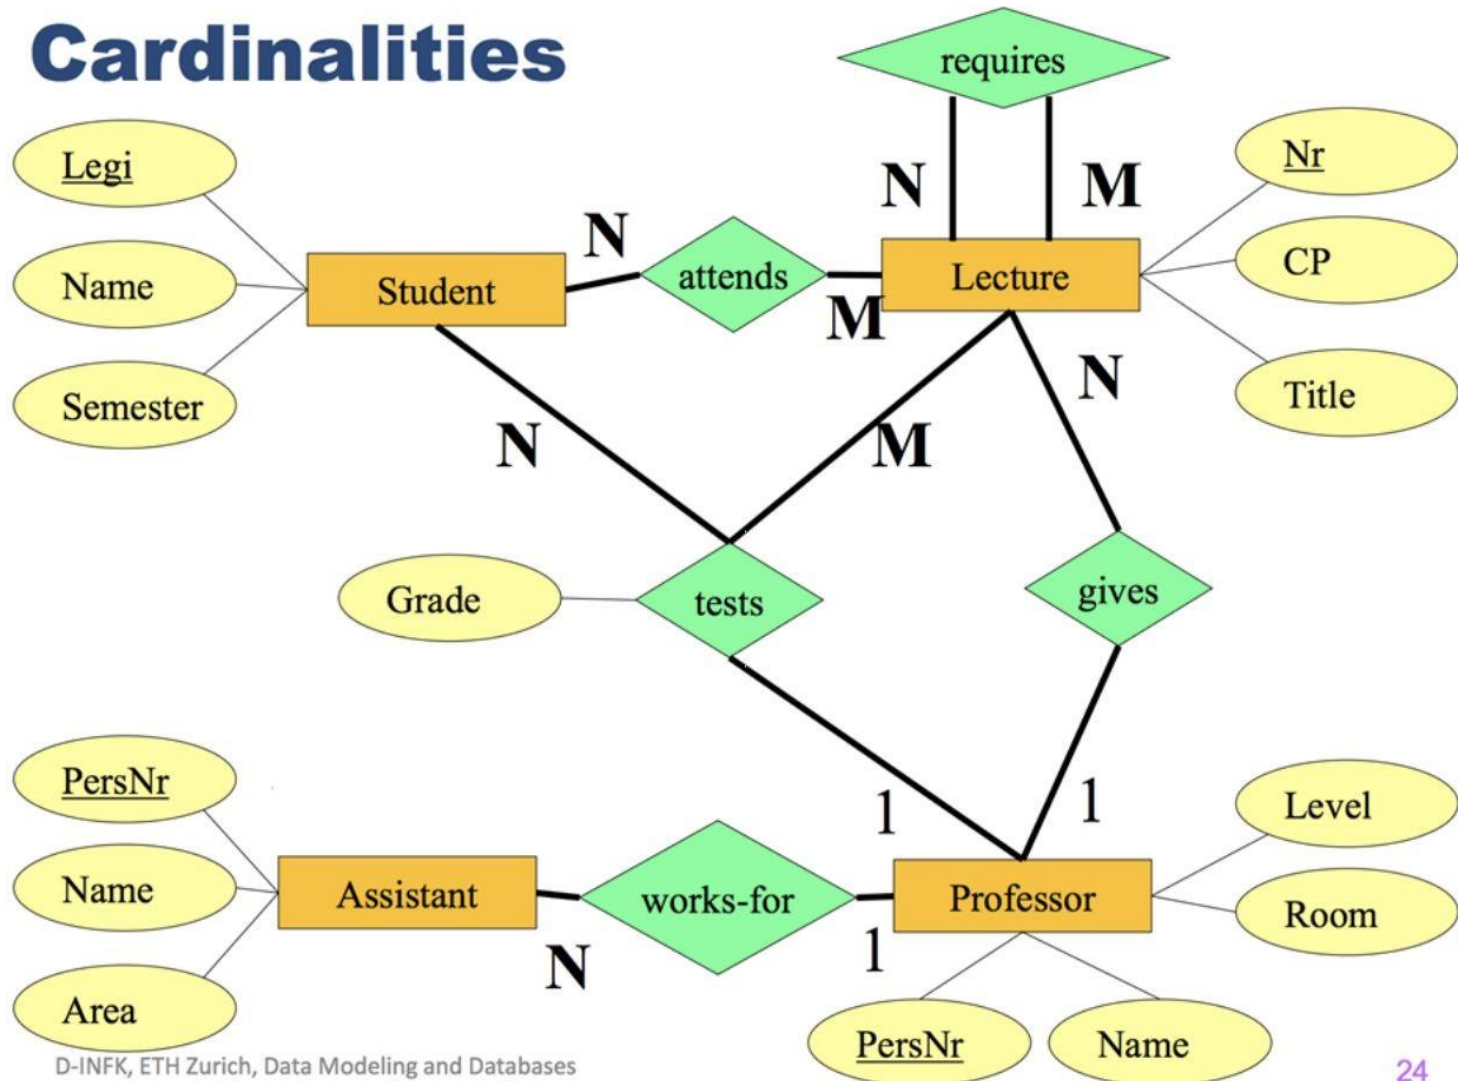 Cardinalities
requires
Legi
Nr
N
M
N
attends
CP
Name
Student
Lecture
M
N
Semester
Title
N
M
Grade
tests
gives
PersNr
1
1
Level
Name
Assistant
works-for
Professor
Room
N
1
Area
PersNr
Name
D-INFK, ETH Zurich, Data Modeling and Databases
24